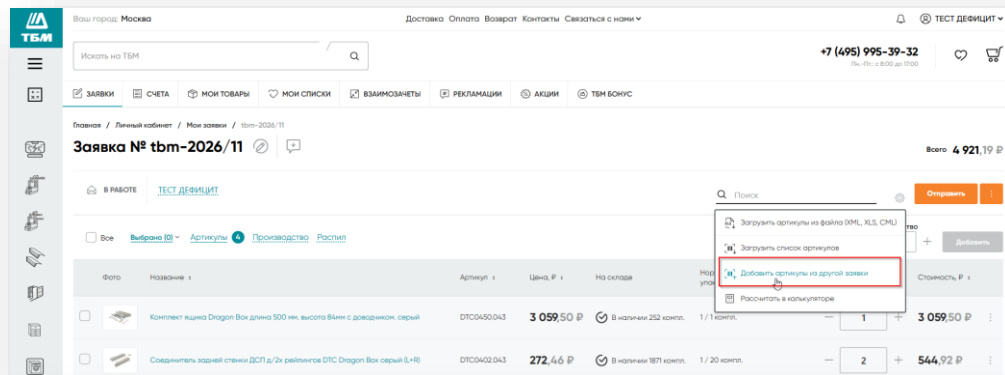 ТБМ
Ваш город: Москва
Доставка Оплата Возврат Контакты Связаться с нами
ТЕСТ ДЕФИЦИТ
Искать на ТБМ
+7 (495) 995-39-32
Пн.-Пт.: с 8:00 до 17:00
ЗАЯВКИ СЧЕТА МОИ ТОВАРЫ МОИ СПИСКИ ВЗАИМОЗАЧЕТЫ РЕКЛАМАЦИИ АКЦИИ ТБМ БОНУС
Главная / Личный кабинет / Мои заявки / tbm-2026/11
Заявка № tbm-2026/11
Всего 4 921,19 ₽
В РАБОТЕ ТЕСТ ДЕФИЦИТ
Поиск
Отправить
Загрузить артикулы из файла (XML, XLS, CML)
Все Выбрано (0) Артикулы 4 Производство Распил
Добавить
Загрузить список артикулов
Добавить артикулы из другой заявки
Рассчитать в калькуляторе
Фото Название Артикул Цена, ₽ На складе Стоимость, ₽
Комплект ящика Dragon Box длина 500 мм. высота 84мм с доводчиком. серый DTC0450.043 3 059,50 ₽ В наличии 252 компл. 1 / 1 компл. — 1 + 3 059,50 ₽
Соединитель задней стенки ДСП д/2х рейлингов DTC Dragon Box серый (L+R) DTC0402.043 272,46 ₽ В наличии 1871 компл. 1 / 20 компл. — 2 + 544,92 ₽